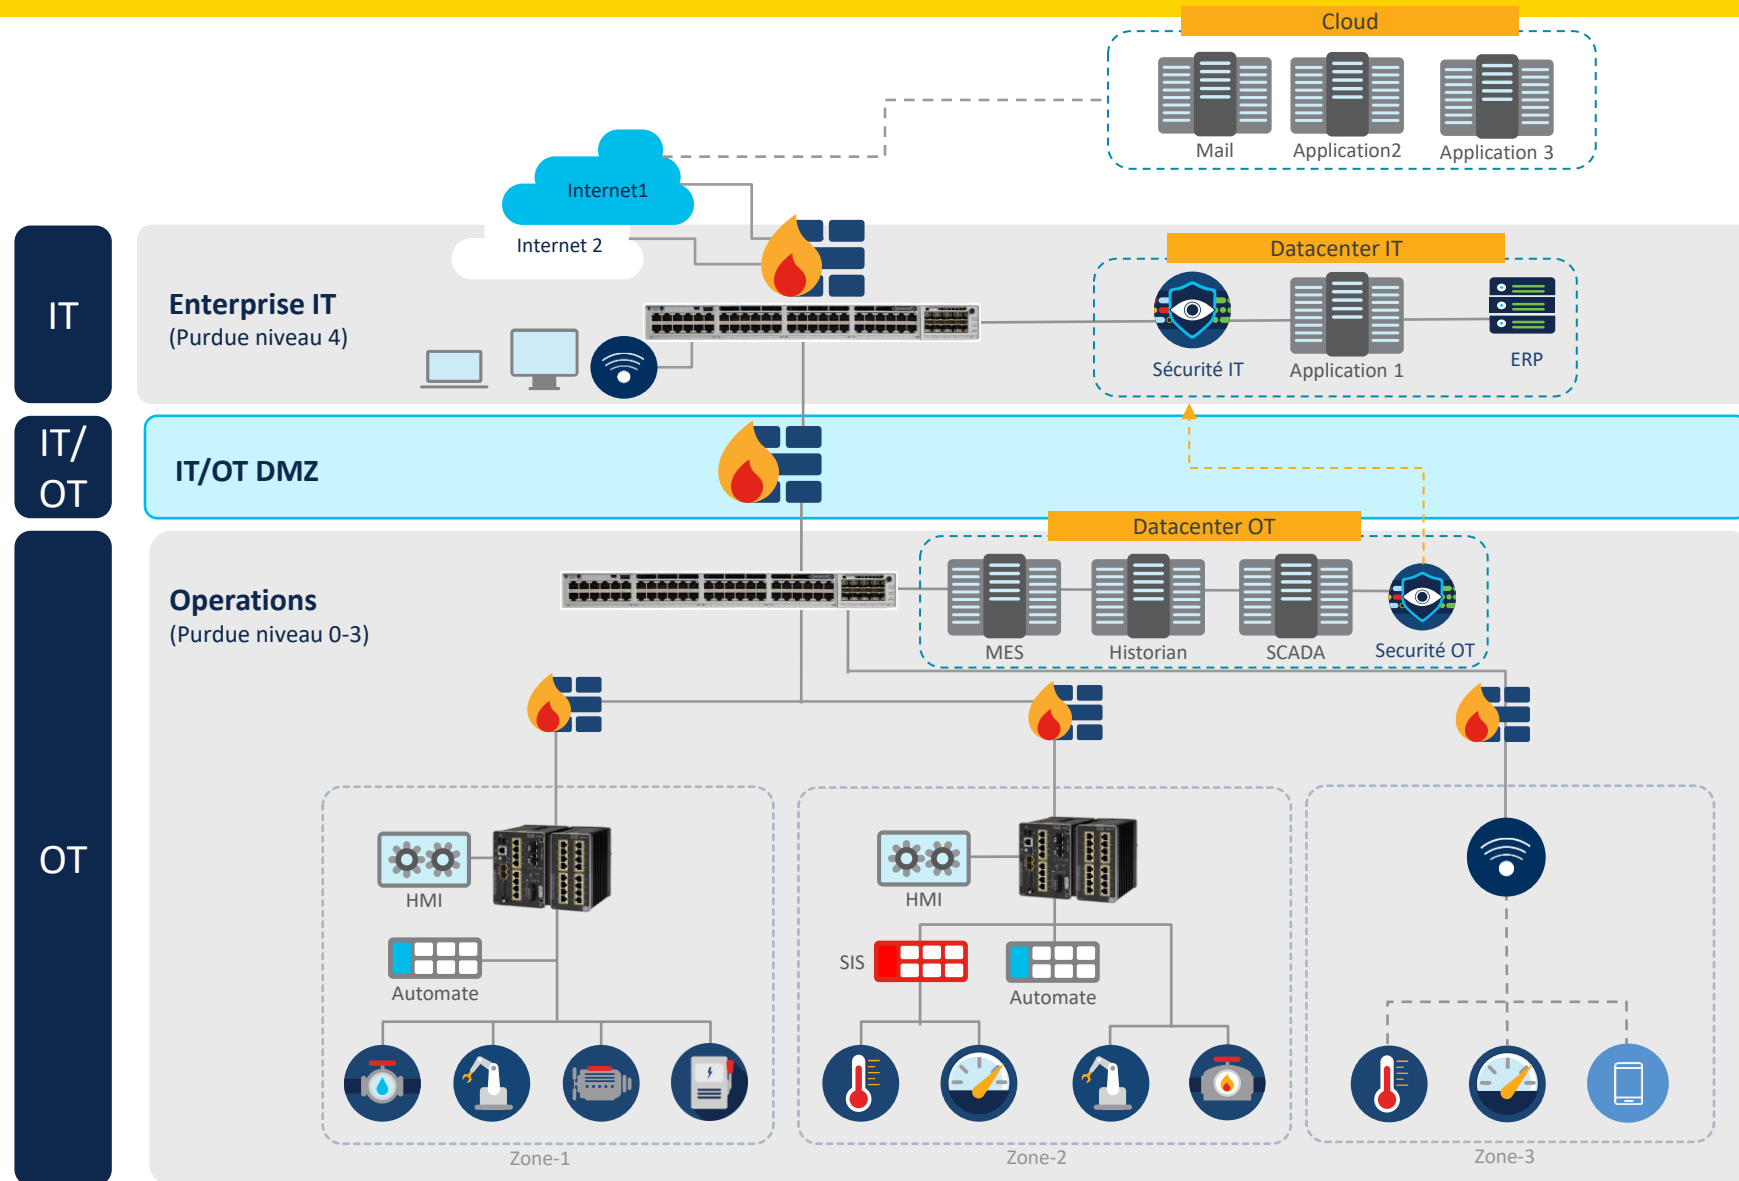 Cloud
Mail
Application2
Application 3
Internet1
Internet 2
IT
Enterprise IT
(Purdue niveau 4)
Datacenter IT
Sécurité IT
Application 1
ERP
IT/
OT
IT/OT DMZ
Datacenter OT
OT
Operations
(Purdue niveau 0-3)
MES
Historian
SCADA
Securité OT
HMI
Automate
Zone-1
HMI
SIS
Automate
Zone-2
Zone-3